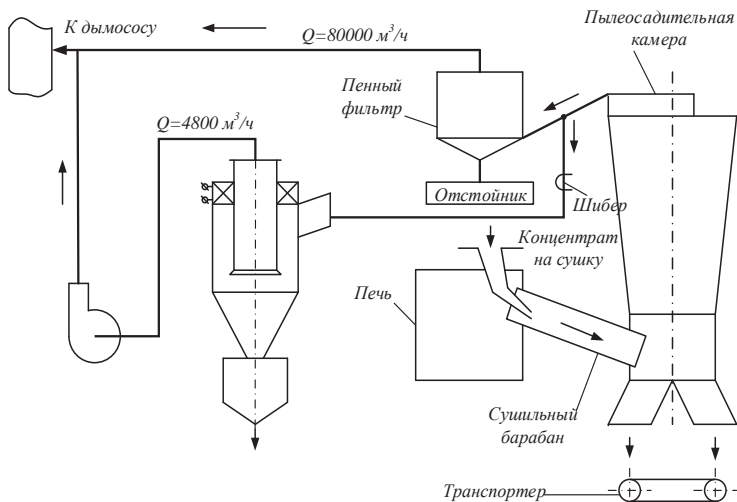 К дымососу
Q=80000 м³/ч
Пылеосадительная
камера
Пенный
фильтр
Q=4800 м³/ч
Отстойник
Шибер
Концентрат
на сушку
Печь
Сушильный
барабан
Транспортер